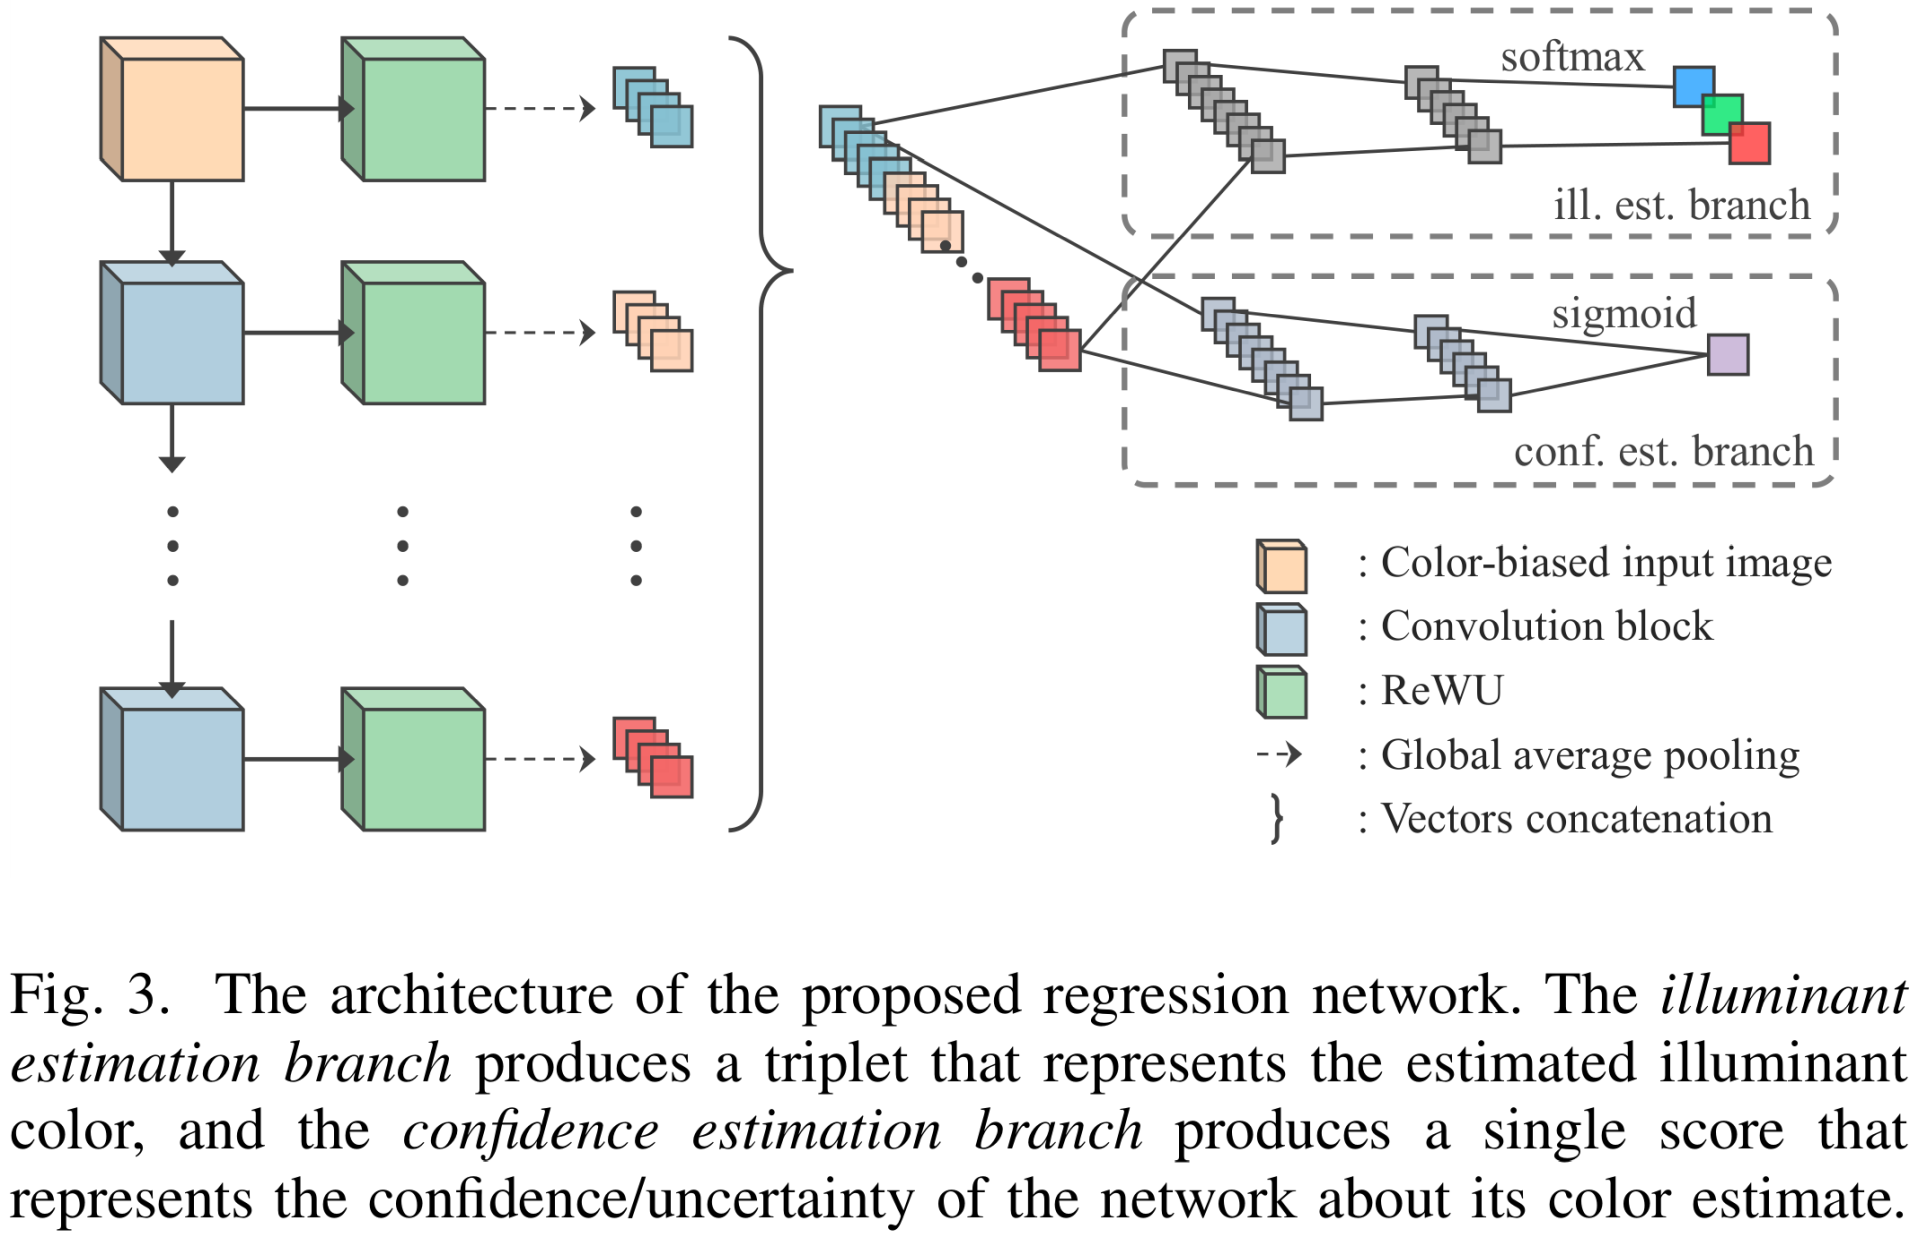 softmax
ill. est. branch
sigmoid
conf. est. branch
: Color-biased input image
: Convolution block
: ReWU
: Global average pooling
} : Vectors concatenation
Fig. 3. The architecture of the proposed regression network. The illuminant
estimation branch produces a triplet that represents the estimated illuminant
color, and the confidence estimation branch produces a single score that
represents the confidence/uncertainty of the network about its color estimate.